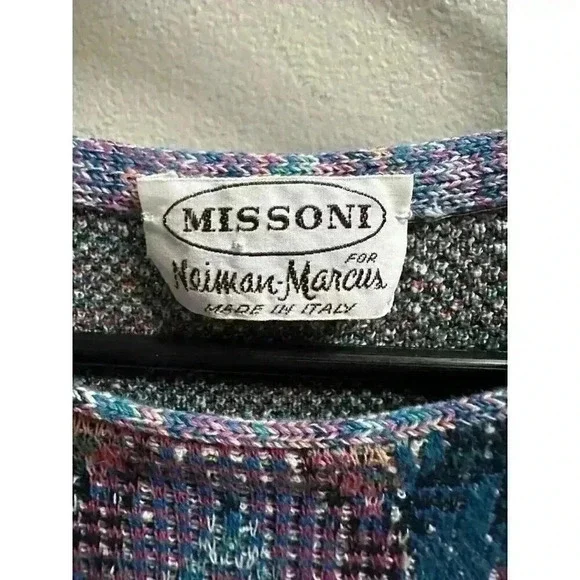 MISSONI
FOR
Neiman-Marcus
MADE IN ITALY